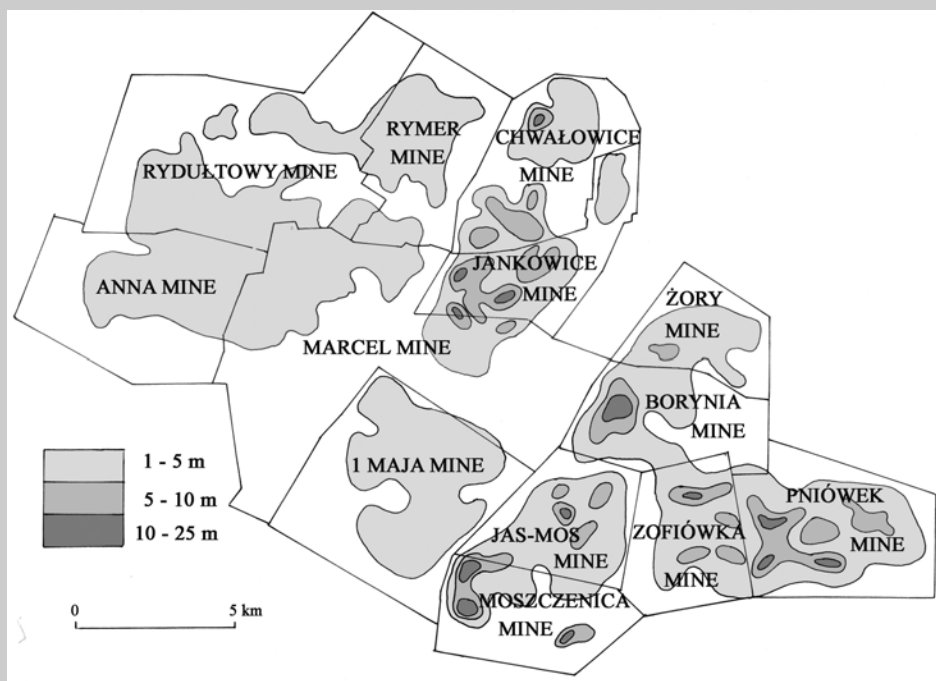 RYMER
MINE
CHWAŁOWICE
MINE
RYDUŁTOWY MINE
JANKOWICE
MINE
ANNA MINE
ŻORY
MINE
MARCEL MINE
BORYNIA
MINE
1 MAJA MINE
1 - 5 m
5 - 10 m
10 - 25 m
PNIÓWEK
MINE
JAS-MOS
MINE
ZOFIÓWKA
MINE
MOSZCZENICA
MINE
0 5 km